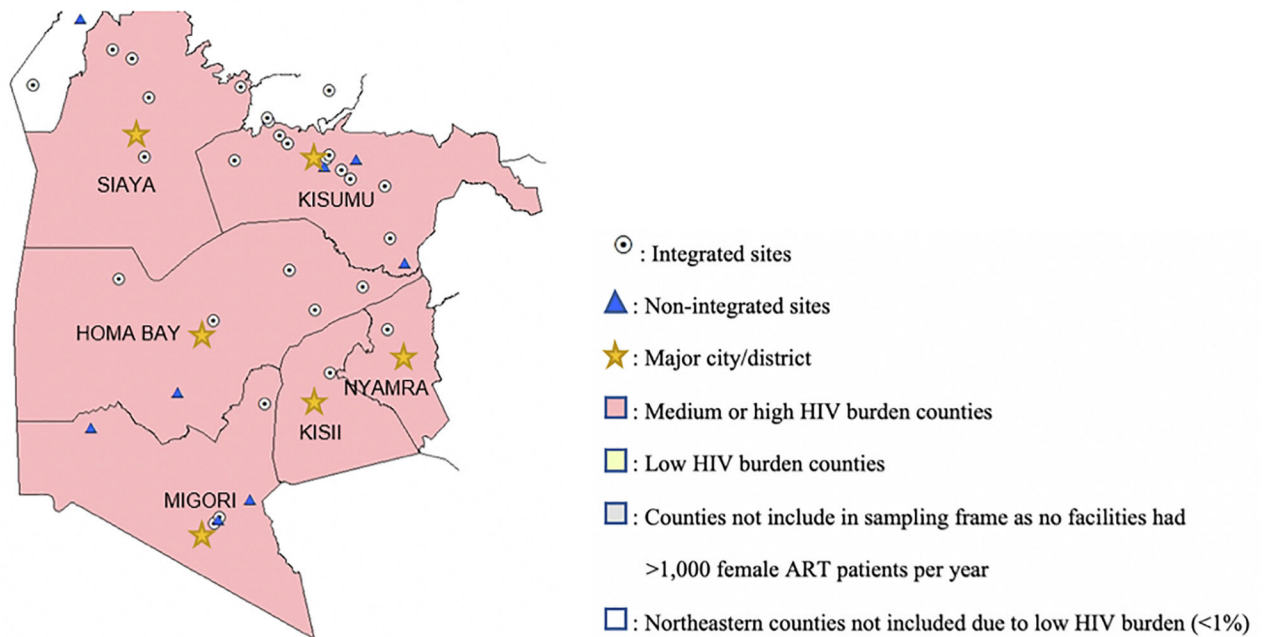 SIAYA
KISUMU
HOMA BAY
NYAMRA
KISII
MIGORI
: Integrated sites
: Non-integrated sites
: Major city/district
: Medium or high HIV burden counties
: Low HIV burden counties
: Counties not include in sampling frame as no facilities had
>1,000 female ART patients per year
: Northeastern counties not included due to low HIV burden (<1%)